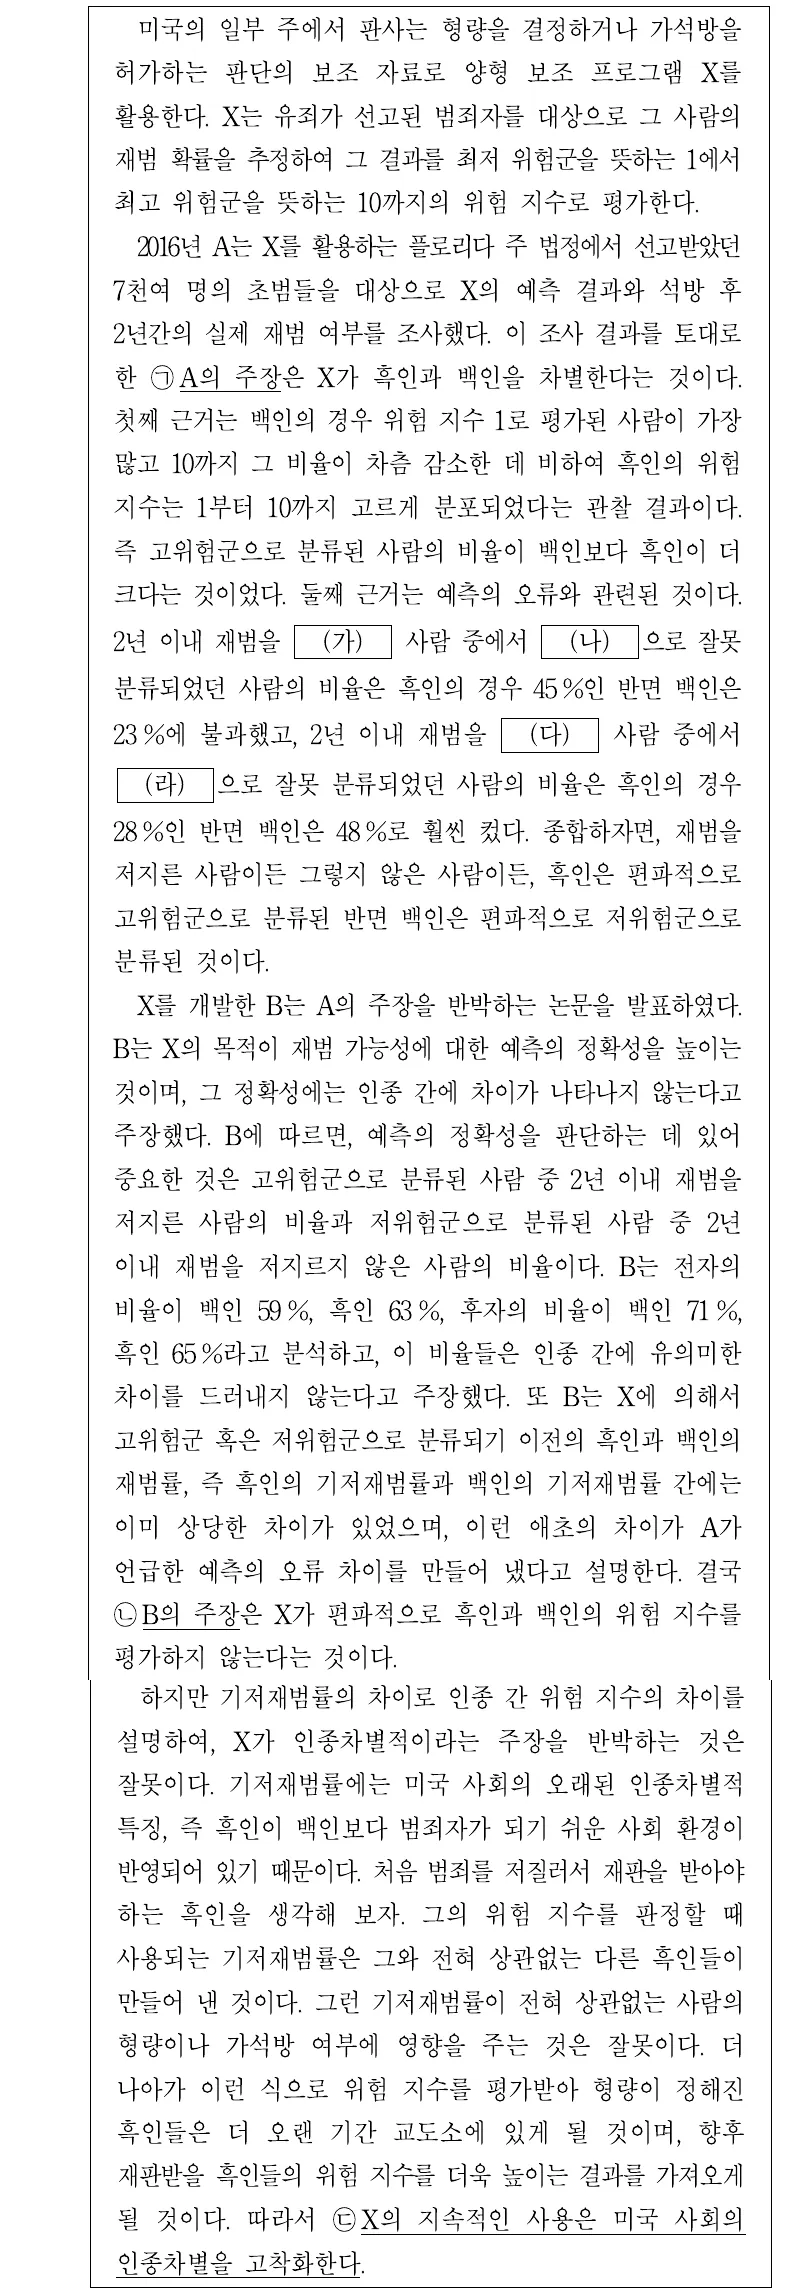 미국의 일부 주에서 판사는 형량을 결정하거나 가석방을
허가하는 판단의 보조 자료로 양형 보조 프로그램 X를
활용한다. X는 유죄가 선고된 범죄자를 대상으로 그 사람의
재범 확률을 추정하여 그 결과를 최저 위험군을 뜻하는 1에서
최고 위험군을 뜻하는 10까지의 위험 지수로 평가한다.
2016년 A는 X를 활용하는 플로리다 주 법정에서 선고받았던
7천여 명의 초범들을 대상으로 X의 예측 결과와 석방 후
2년간의 실제 재범 여부를 조사했다. 이 조사 결과를 토대로
한 ㉠A의 주장은 X가 흑인과 백인을 차별한다는 것이다.
첫째 근거는 백인의 경우 위험 지수 1로 평가된 사람이 가장
많고 10까지 그 비율이 차츰 감소한 데 비하여 흑인의 위험
지수는 1부터 10까지 고르게 분포되었다는 관찰 결과이다.
즉 고위험군으로 분류된 사람의 비율이 백인보다 흑인이 더
크다는 것이었다. 둘째 근거는 예측의 오류와 관련된 것이다.
2년 이내 재범을 (가) 사람 중에서 (나) 으로 잘못
분류되었던 사람의 비율은 흑인의 경우 45%인 반면 백인은
23%에 불과했고, 2년 이내 재범을 (다) 사람 중에서
(라) 으로 잘못 분류되었던 사람의 비율은 흑인의 경우
28%인 반면 백인은 48%로 훨씬 컸다. 종합하자면, 재범을
저지른 사람이든 그렇지 않은 사람이든, 흑인은 편파적으로
고위험군으로 분류된 반면 백인은 편파적으로 저위험군으로
분류된 것이다.
X를 개발한 B는 A의 주장을 반박하는 논문을 발표하였다.
B는 X의 목적이 재범 가능성에 대한 예측의 정확성을 높이는
것이며, 그 정확성에는 인종 간에 차이가 나타나지 않는다고
주장했다. B에 따르면, 예측의 정확성을 판단하는 데 있어
중요한 것은 고위험군으로 분류된 사람 중 2년 이내 재범을
저지른 사람의 비율과 저위험군으로 분류된 사람 중 2년
이내 재범을 저지르지 않은 사람의 비율이다. B는 전자의
비율이 백인 59%, 흑인 63%, 후자의 비율이 백인 71%,
흑인 65%라고 분석하고, 이 비율들은 인종 간에 유의미한
차이를 드러내지 않는다고 주장했다. 또 B는 X에 의해서
고위험군 혹은 저위험군으로 분류되기 이전의 흑인과 백인의
재범률, 즉 흑인의 기저재범률과 백인의 기저재범률 간에는
이미 상당한 차이가 있었으며, 이런 애초의 차이가 A가
언급한 예측의 오류 차이를 만들어 냈다고 설명한다. 결국
㉡B의 주장은 X가 편파적으로 흑인과 백인의 위험 지수를
평가하지 않는다는 것이다.
하지만 기저재범률의 차이로 인종 간 위험 지수의 차이를
설명하여, X가 인종차별적이라는 주장을 반박하는 것은
잘못이다. 기저재범률에는 미국 사회의 오래된 인종차별적
특징, 즉 흑인이 백인보다 범죄자가 되기 쉬운 사회 환경이
반영되어 있기 때문이다. 처음 범죄를 저질러서 재판을 받아야
하는 흑인을 생각해 보자. 그의 위험 지수를 판정할 때
사용되는 기저재범률은 그와 전혀 상관없는 다른 흑인들이
만들어 낸 것이다. 그런 기저재범률이 전혀 상관없는 사람의
형량이나 가석방 여부에 영향을 주는 것은 잘못이다. 더
나아가 이런 식으로 위험 지수를 평가받아 형량이 정해진
흑인들은 더 오랜 기간 교도소에 있게 될 것이며, 향후
재판받을 흑인들의 위험 지수를 더욱 높이는 결과를 가져오게
될 것이다. 따라서 ㉢X의 지속적인 사용은 미국 사회의
인종차별을 고착화한다.